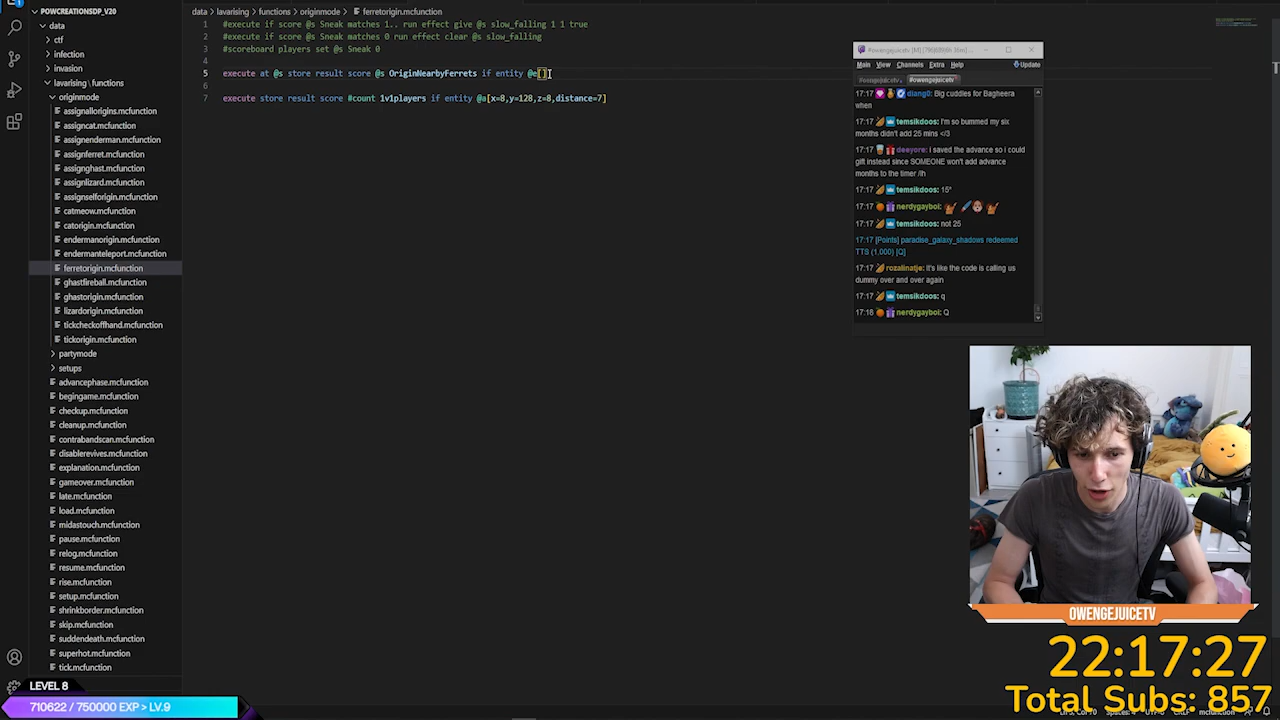 POWCREATIONSDP_V20
data
ctf
infection
invasion
lavarising \ functions
originmode
assignallorigins.mcfunction
assigncat.mcfunction
assignenderman.mcfunction
assignferret.mcfunction
assignghast.mcfunction
assignlizard.mcfunction
assignselforigin.mcfunction
catmeow.mcfunction
catorigin.mcfunction
endermanorigin.mcfunction
endermanteleport.mcfunction
ferretorigin.mcfunction
ghastfireball.mcfunction
ghastorigin.mcfunction
lizardorigin.mcfunction
tickcheckoffhand.mcfunction
tickorigin.mcfunction
partymode
setups
advancephase.mcfunction
begingame.mcfunction
checkup.mcfunction
cleanup.mcfunction
contrabandscan.mcfunction
disablerevives.mcfunction
explanation.mcfunction
gameover.mcfunction
late.mcfunction
load.mcfunction
midastouch.mcfunction
pause.mcfunction
relog.mcfunction
resume.mcfunction
rise.mcfunction
setup.mcfunction
shrinkborder.mcfunction
skip.mcfunction
suddendeath.mcfunction
superhot.mcfunction
tick.mcfunction
LEVEL 8
710622 / 750000 EXP > LV.9
data > lavarising > functions > originmode > ferretorigin.mcfunction
1 #execute if score @s Sneak matches 1.. run effect give @s slow_falling 1 1 true
2 #execute if score @s Sneak matches 0 run effect clear @s slow_falling
3 #scoreboard players set @s Sneak 0
4
5 execute at @s store result score @s OriginNearbyFerrets if entity @e[]
6
7 execute store result score #count 1v1players if entity @a[x=8,y=128,z=8,distance=7]
Main View Channels Extra Help Update
#owengejuicetv
17:17 diang0: Big cuddles for Bagheera
when
17:17 temsikdoos: I'm so bummed my six
months didn't add 25 mins </3
17:17 deeyore: i saved the advance so i could
gift instead since SOMEONE won't add advance
months to the timer /lh
17:17 temsikdoos: 15*
17:17 nerdygayboi:
17:17 temsikdoos: not 25
17:17 [Points] paradise_galaxy_shadows redeemed
TTS (1,000) [Q]
17:17 rozalinatje: It's like the code is calling us
dummy over and over again
17:17 temsikdoos: q
17:18 nerdygayboi: Q
OWENGEJUICETV
22:17:27
Total Subs: 857